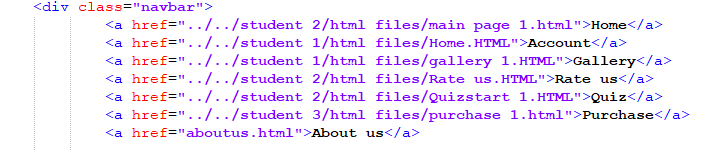 <div class="navbar">
<a href="../../student 2/html files/main page 1.html">Home</a>
<a href="../../student 1/html files/Home.HTML">Account</a>
<a href="../../student 1/html files/gallery 1.HTML">Gallery</a>
<a href="../../student 2/html files/Rate us.HTML">Rate us</a>
<a href="../../student 2/html files/Quizstart 1.HTML">Quiz</a>
<a href="../../student 3/html files/purchase 1.html">Purchase</a>
<a href="aboutus.html">About us</a>